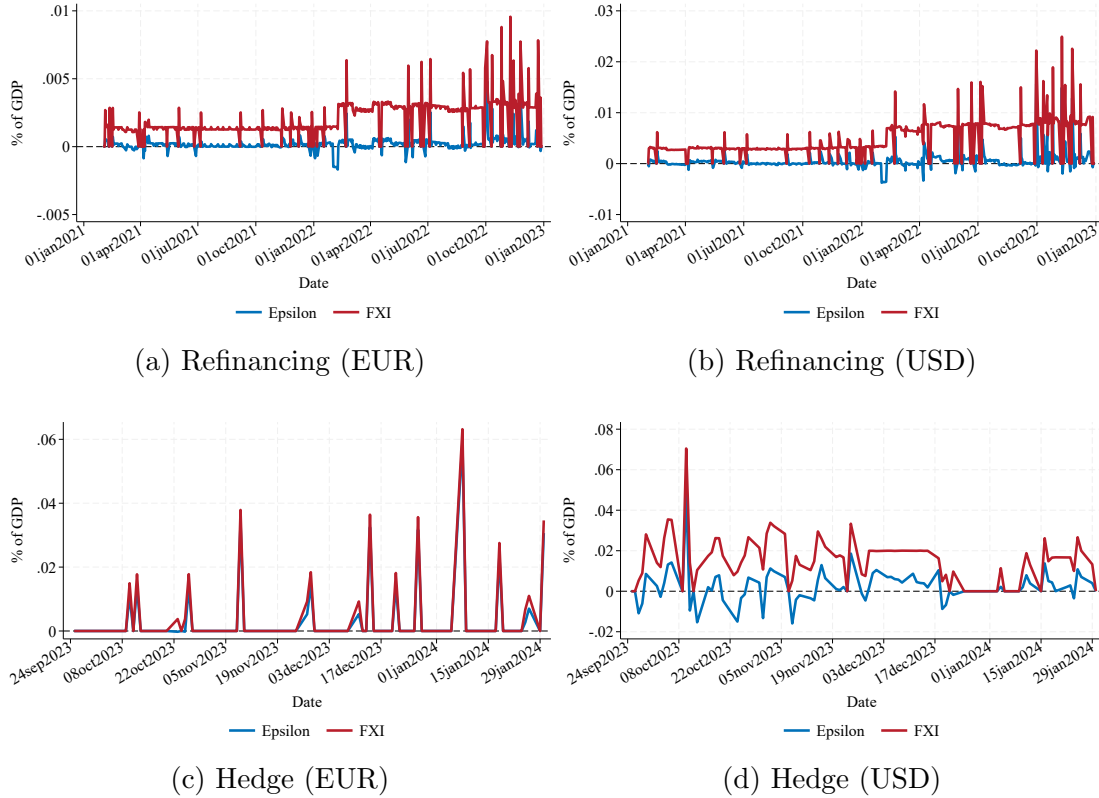 .01
.005
0
-.005
% of GDP
01jan2021
01apr2021
01jul2021
01oct2021
01jan2022
01apr2022
01jul2022
01oct2022
01jan2023
Date
Epsilon FXI
(a) Refinancing (EUR)
.03
.02
.01
0
-.01
% of GDP
01jan2021
01apr2021
01jul2021
01oct2021
01jan2022
01apr2022
01jul2022
01oct2022
01jan2023
Date
Epsilon FXI
(b) Refinancing (USD)
.06
.04
.02
0
% of GDP
24sep2023
08oct2023
22oct2023
05nov2023
19nov2023
03dec2023
17dec2023
01jan2024
15jan2024
29jan2024
Date
Epsilon FXI
(c) Hedge (EUR)
.08
.06
.04
.02
0
-.02
% of GDP
24sep2023
08oct2023
22oct2023
05nov2023
19nov2023
03dec2023
17dec2023
01jan2024
15jan2024
29jan2024
Date
Epsilon FXI
(d) Hedge (USD)